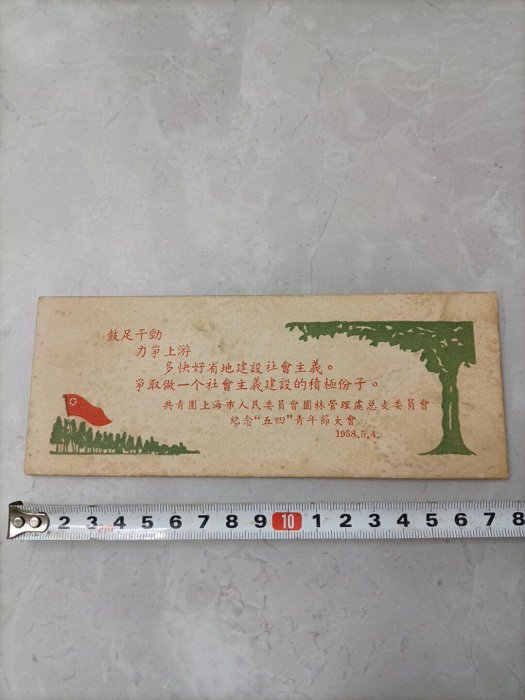 鼓足干勁
力爭上游
多快好省地建設社會主義。
爭取做一个社會主義建設的積極份子。
共青團上海市人民委員會園林管理處总支委員會
纪念“五四”青年節大會
1958.5.4.
2 3 4 5 6 7 8 9 10 1 2 3 4 5 6 7 8
2m